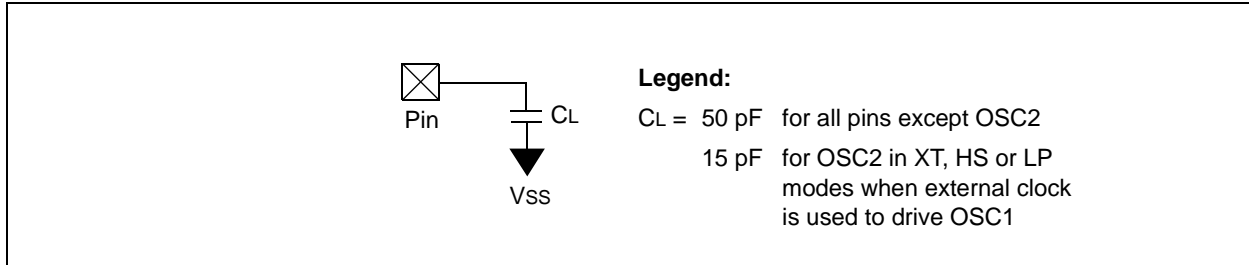 Pin
CL
VSS
Legend:
CL = 50 pF for all pins except OSC2
15 pF for OSC2 in XT, HS or LP
modes when external clock
is used to drive OSC1